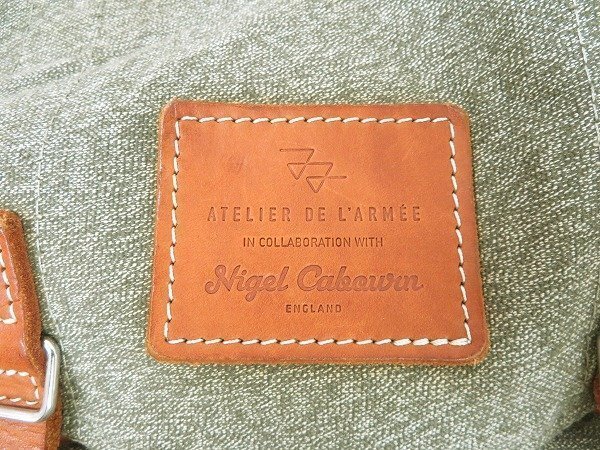 ATELIER DE L'ARMÉE
IN COLLABORATION WITH
Nigel Cabourn
ENGLAND